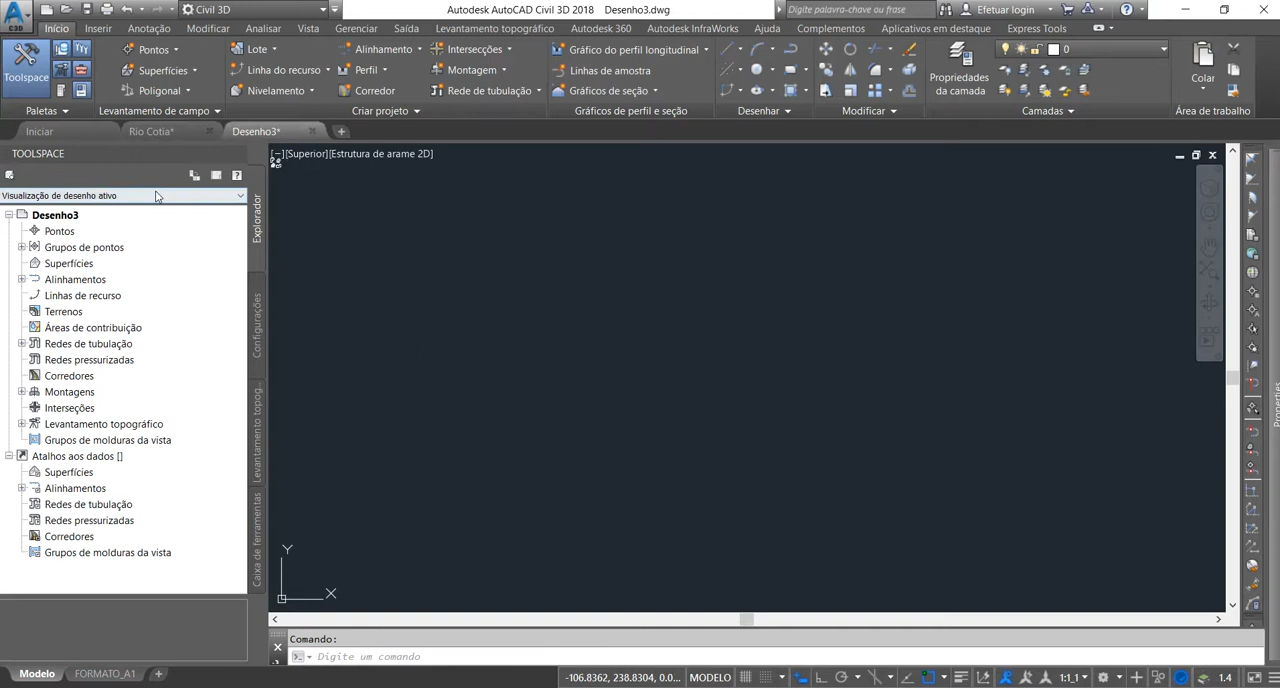 Civil 3D
Autodesk AutoCAD Civil 3D 2018 Desenho3.dwg
Digite palavra-chave ou frase
Efetuar login
C3D
Início Inserir Anotação Modificar Analisar Vista Gerenciar Saída Levantamento topográfico Autodesk 360 Autodesk InfraWorks Ajuda Complementos Aplicativos em destaque Express Tools
Toolspace
Pontos
Superfícies
Poligonal
Lote
Linha do recurso
Nivelamento
Alinhamento
Perfil
Corredor
Intersecções
Montagem
Rede de tubulação
Gráfico do perfil longitudinal
Linhas de amostra
Gráficos de seção
Propriedades
da camada
0
Colar
Paletas Levantamento de campo Criar projeto Gráficos de perfil e seção Desenhar Modificar Camadas Área de trabalho
Iniciar Rio Cotia* Desenho3*
TOOLSPACE
Visualização de desenho ativo
Desenho3
Pontos
Grupos de pontos
Superfícies
Alinhamentos
Linhas de recurso
Terrenos
Áreas de contribuição
Redes de tubulação
Redes pressurizadas
Corredores
Montagens
Interseções
Levantamento topográfico
Grupos de molduras da vista
Atalhos aos dados []
Superfícies
Alinhamentos
Redes de tubulação
Redes pressurizadas
Corredores
Grupos de molduras da vista
Explorador
Configurações
Levantamento topog...
Caixa de ferramentas
[−][Superior][Estrutura de arame 2D]
Y
X
Properties
Comando:
Digite um comando
Modelo FORMATO_A1
-106.8362, 238.8304, 0.0... MODELO 1:1_1 1.4